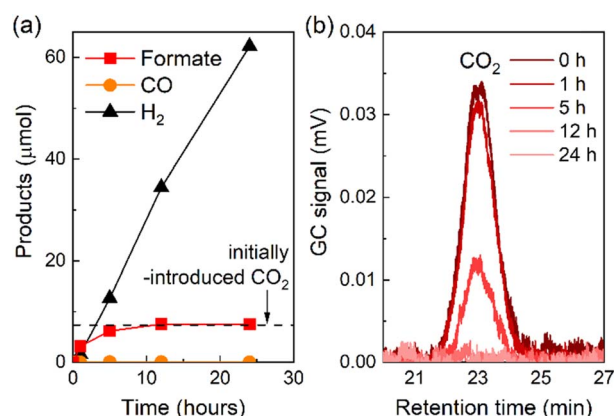 (a)
60
40
20
0
Products (μmol)
Formate
CO
H₂
initially
-introduced CO₂
0 10 20 30
Time (hours)
(b)
0.04
0.03
0.02
0.01
0.00
GC signal (mV)
CO₂
0 h
1 h
5 h
12 h
24 h
21 23 25 27
Retention time (min)